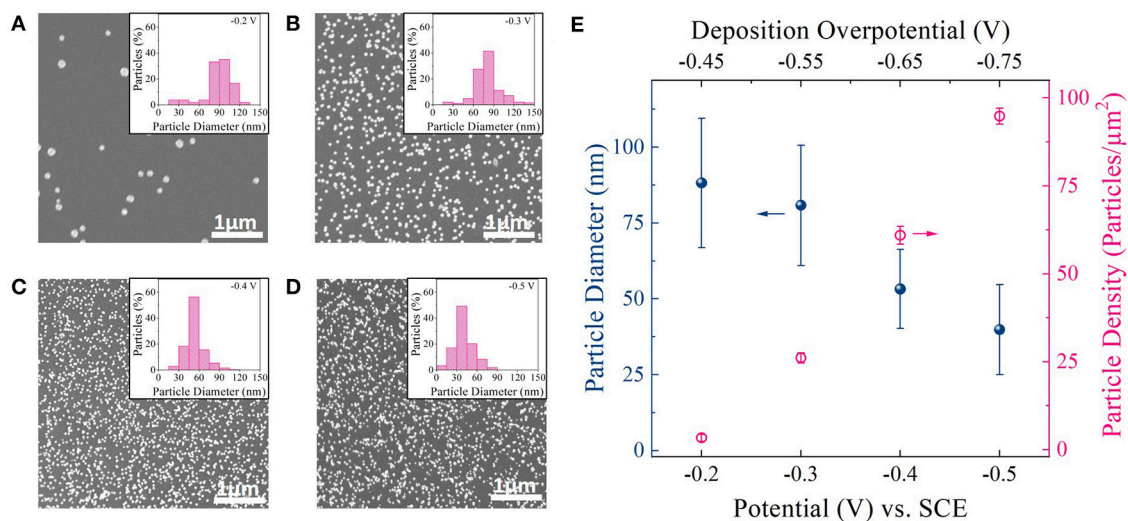 A
-0.2 V
Particles (%)
60
40
20
0
30 60 90 120 150
Particle Diameter (nm)
1µm
B
-0.3 V
Particles (%)
60
40
20
0
30 60 90 120 150
Particle Diameter (nm)
1µm
C
-0.4 V
Particles (%)
60
40
20
0
30 60 90 120 150
Particle Diameter (nm)
1µm
D
-0.5 V
Particles (%)
60
40
20
0
0 30 60 90 120 150
Particle Diameter (nm)
1µm
E
Deposition Overpotential (V)
-0.45 -0.55 -0.65 -0.75
Particle Diameter (nm)
100
75
50
25
0
100
75
50
25
0
Particle Density (Particles/µm²)
-0.2 -0.3 -0.4 -0.5
Potential (V) vs. SCE